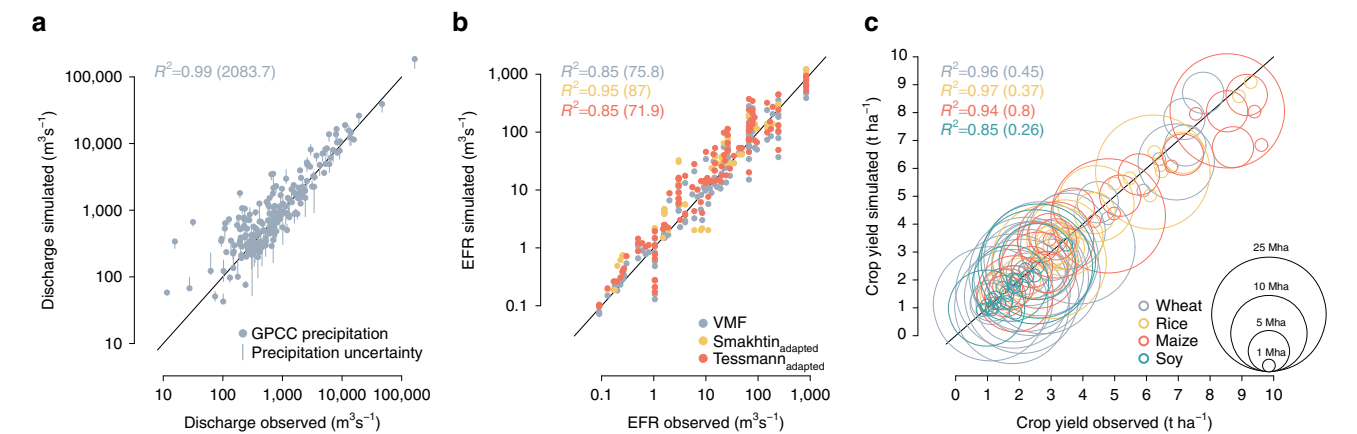 a
R²=0.99 (2083.7)
Discharge simulated (m³s⁻¹)
100,000
10,000
1,000
100
10
GPCC precipitation
Precipitation uncertainty
10 100 1,000 10,000 100,000
Discharge observed (m³s⁻¹)
b
R²=0.85 (75.8)
R²=0.95 (87)
R²=0.85 (71.9)
EFR simulated (m³s⁻¹)
1,000
100
10
1
0.1
VMF
Smakhtin adapted
Tessmann adapted
0.1 1 10 100 1,000
EFR observed (m³s⁻¹)
c
R²=0.96 (0.45)
R²=0.97 (0.37)
R²=0.94 (0.8)
R²=0.85 (0.26)
Crop yield simulated (t ha⁻¹)
10
9
8
7
6
5
4
3
2
1
0
Wheat
Rice
Maize
Soy
25 Mha
10 Mha
5 Mha
1 Mha
0 1 2 3 4 5 6 7 8 9 10
Crop yield observed (t ha⁻¹)